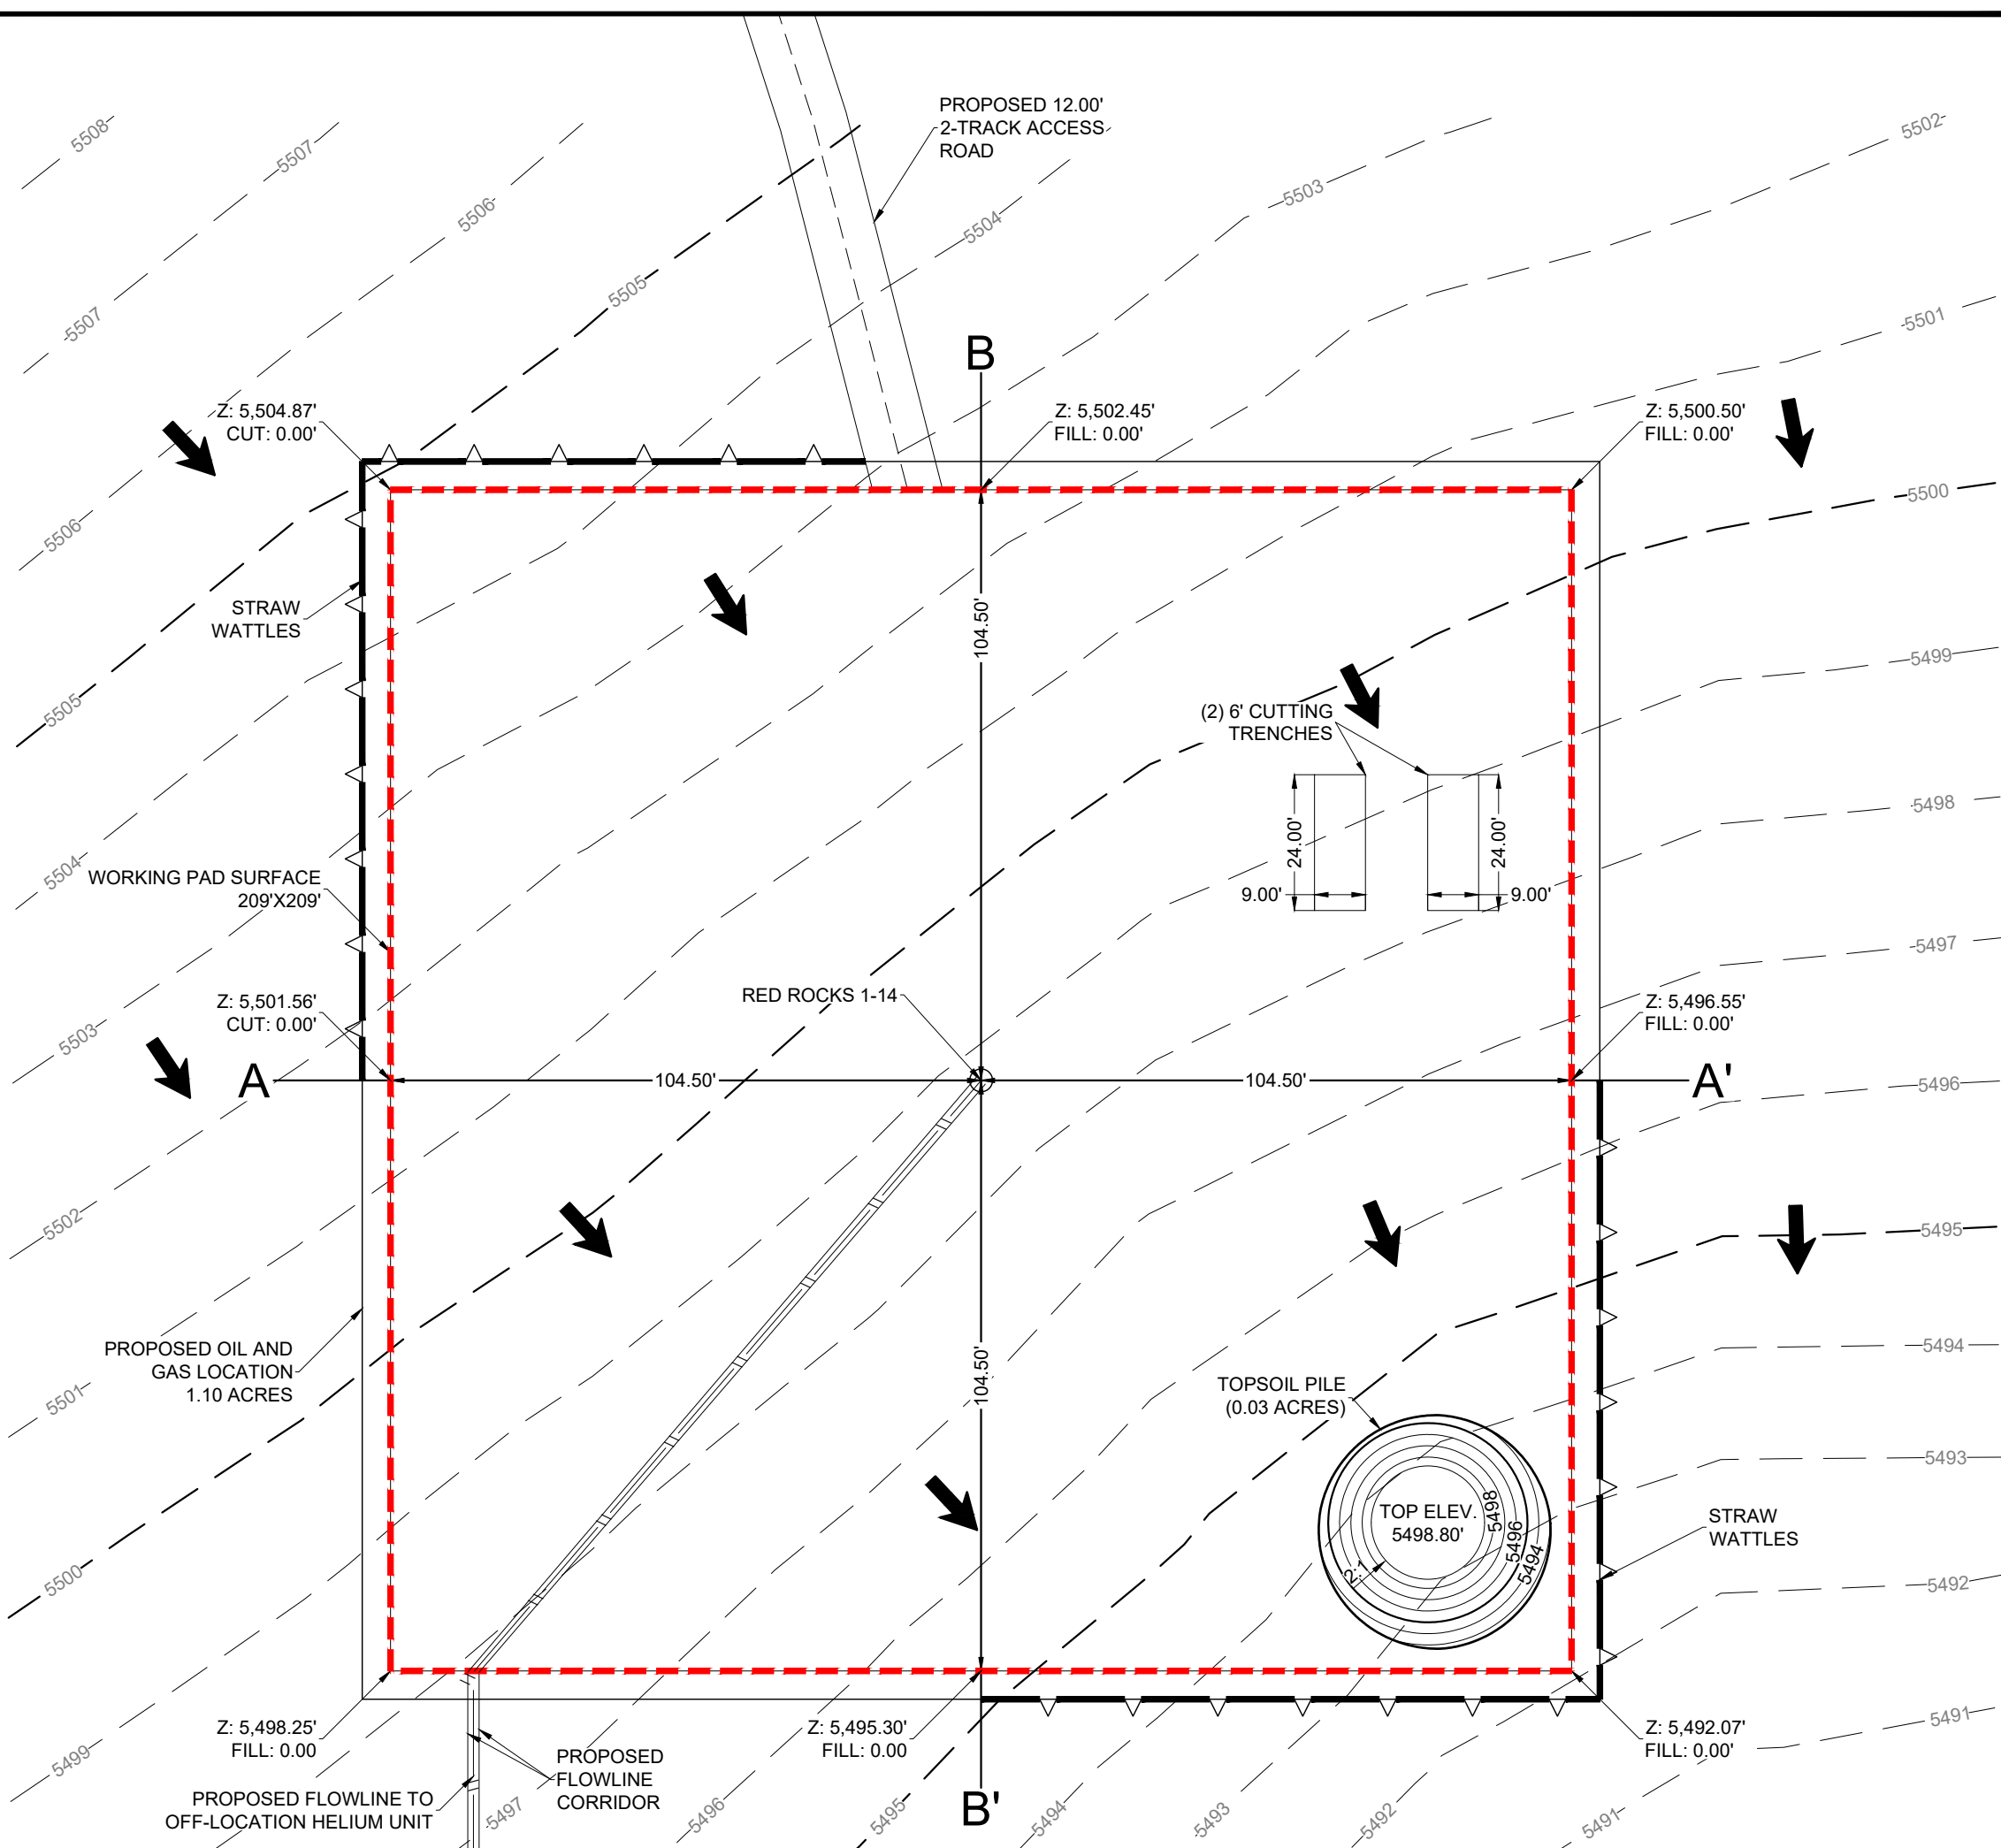 PROPOSED 12.00'
2-TRACK ACCESS
ROAD
5508
5507
5506
5505
5504
5503
5502
5507
5501
B
Z: 5,504.87'
CUT: 0.00'
Z: 5,502.45'
FILL: 0.00'
Z: 5,500.50'
FILL: 0.00'
5506
5500
STRAW
WATTLES
104.50'
5499
5505
(2) 6' CUTTING
TRENCHES
5498
24.00'
24.00'
5504
WORKING PAD SURFACE
209'X209'
9.00'
9.00'
5497
Z: 5,501.56'
CUT: 0.00'
RED ROCKS 1-14
Z: 5,496.55'
FILL: 0.00'
5503
A
104.50'
104.50'
A'
5496
5502
5495
PROPOSED OIL AND
GAS LOCATION
1.10 ACRES
104.50'
5494
5501
TOPSOIL PILE
(0.03 ACRES)
5493
TOP ELEV.
5498.80'
5498
5496
5494
2:1
STRAW
WATTLES
5500
5492
Z: 5,498.25'
FILL: 0.00
Z: 5,495.30'
FILL: 0.00
Z: 5,492.07'
FILL: 0.00'
5491
5499
PROPOSED
FLOWLINE
CORRIDOR
PROPOSED FLOWLINE TO
OFF-LOCATION HELIUM UNIT
5497
5496
5495
B'
5494
5493
5492
5491